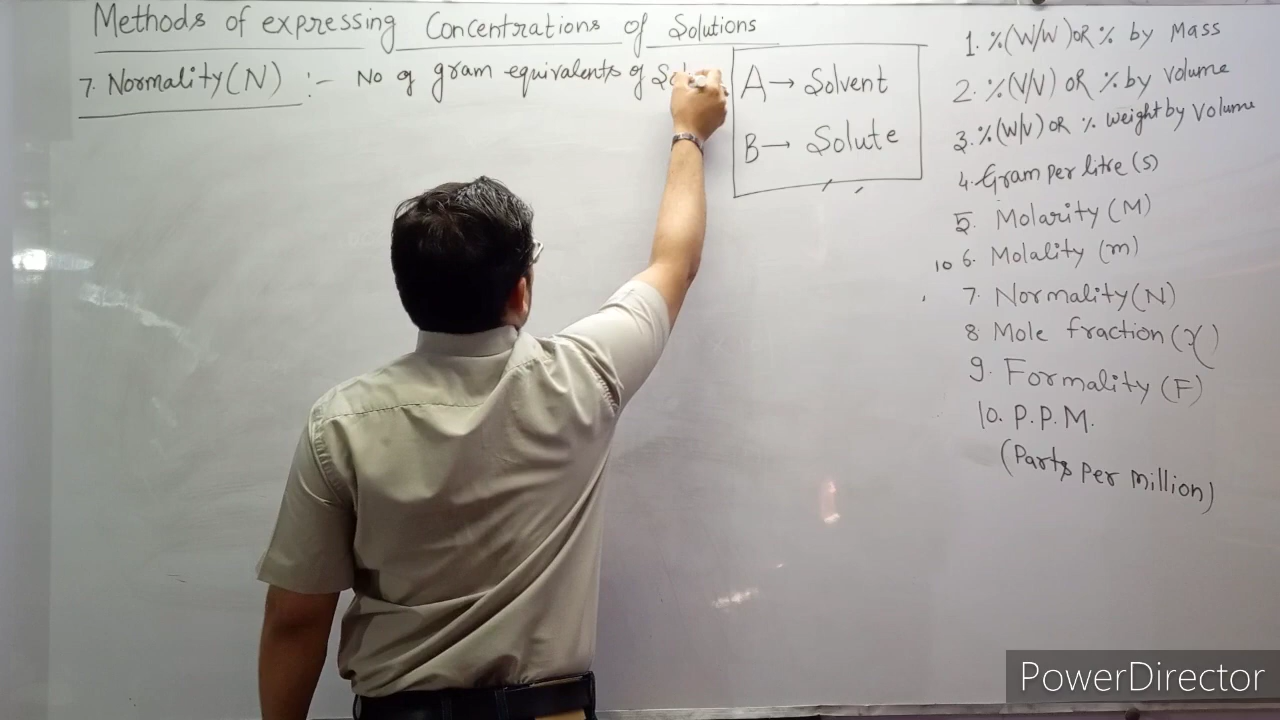 Methods of expressing Concentrations of Solutions
7. Normality (N) :- No of gram equivalents of
A → Solvent
B → Solute
1. %(W/W) OR % by Mass
2. %(V/V) OR % by Volume
3. %(W/V) OR % weight by Volume
4. Gram per litre (s)
5. Molarity (M)
10 6. Molality (m)
7. Normality (N)
8 Mole fraction (χ)
9. Formality (F)
10. P.P.M.
(Parts Per Million)
PowerDirector